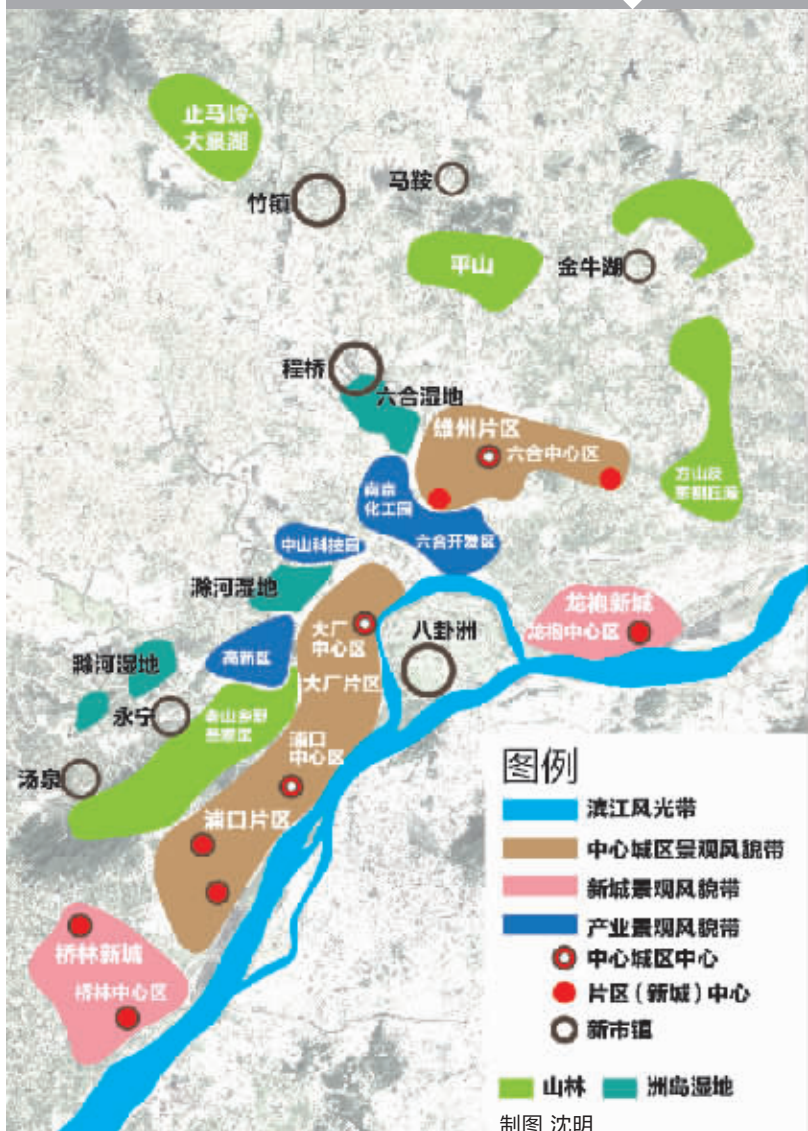 止马岭-
大泉湖
竹镇
马鞍
平山
金牛湖
程桥
六合湿地
雄州片区
六合中心区
南京
化工园
六合开发区
中山科技园
滁河湿地
大厂
中心区
大厂片区
八卦洲
龙袍新城
龙袍中心区
滁河湿地
高新区
永宁
汤泉
浦口
中心区
浦口片区
桥林新城
桥林中心区
图例
滨江风光带
中心城区景观风貌带
新城景观风貌带
产业景观风貌带
中心城区中心
片区（新城）中心
新市镇
山林
洲岛湿地
制图 沈明